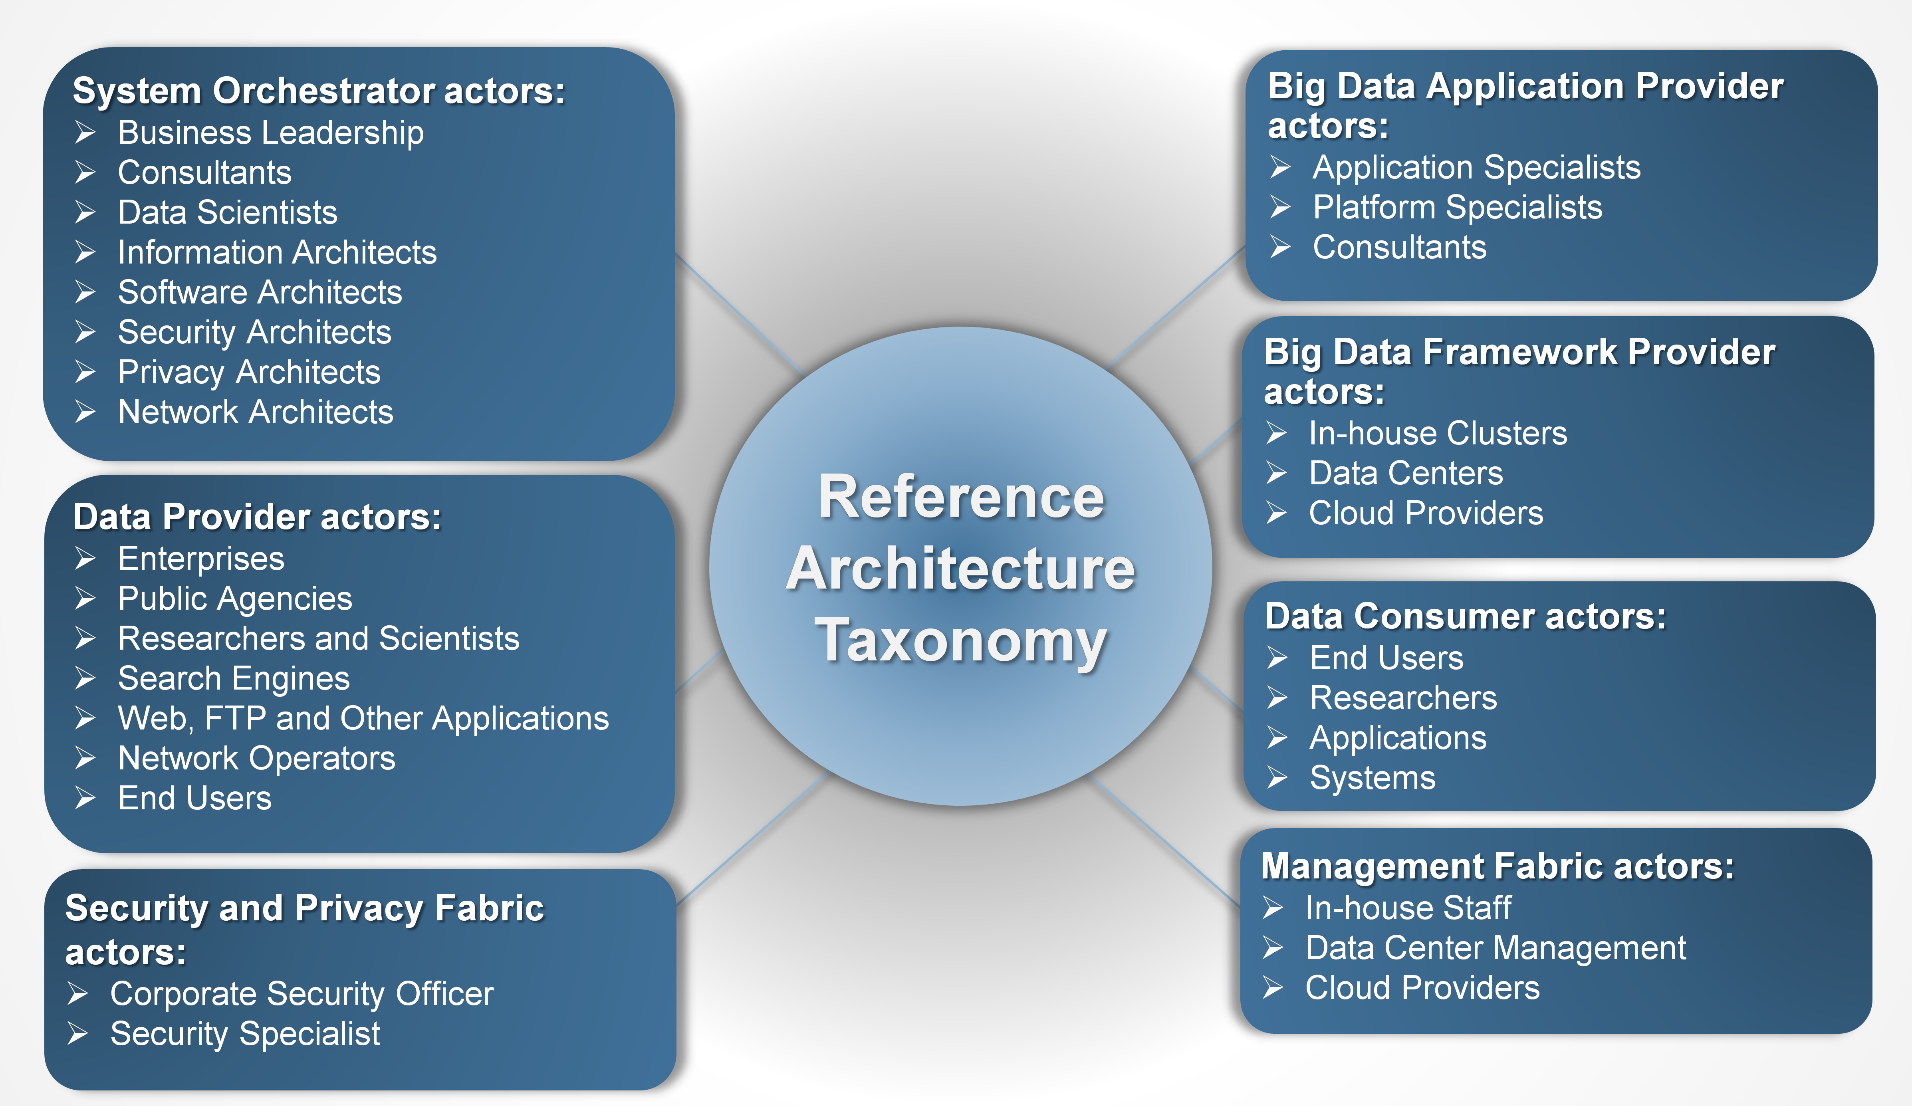 System Orchestrator actors:
Business Leadership
Consultants
Data Scientists
Information Architects
Software Architects
Security Architects
Privacy Architects
Network Architects
Data Provider actors:
Enterprises
Public Agencies
Researchers and Scientists
Search Engines
Web, FTP and Other Applications
Network Operators
End Users
Security and Privacy Fabric
actors:
Corporate Security Officer
Security Specialist
Reference
Architecture
Taxonomy
Big Data Application Provider
actors:
Application Specialists
Platform Specialists
Consultants
Big Data Framework Provider
actors:
In-house Clusters
Data Centers
Cloud Providers
Data Consumer actors:
End Users
Researchers
Applications
Systems
Management Fabric actors:
In-house Staff
Data Center Management
Cloud Providers